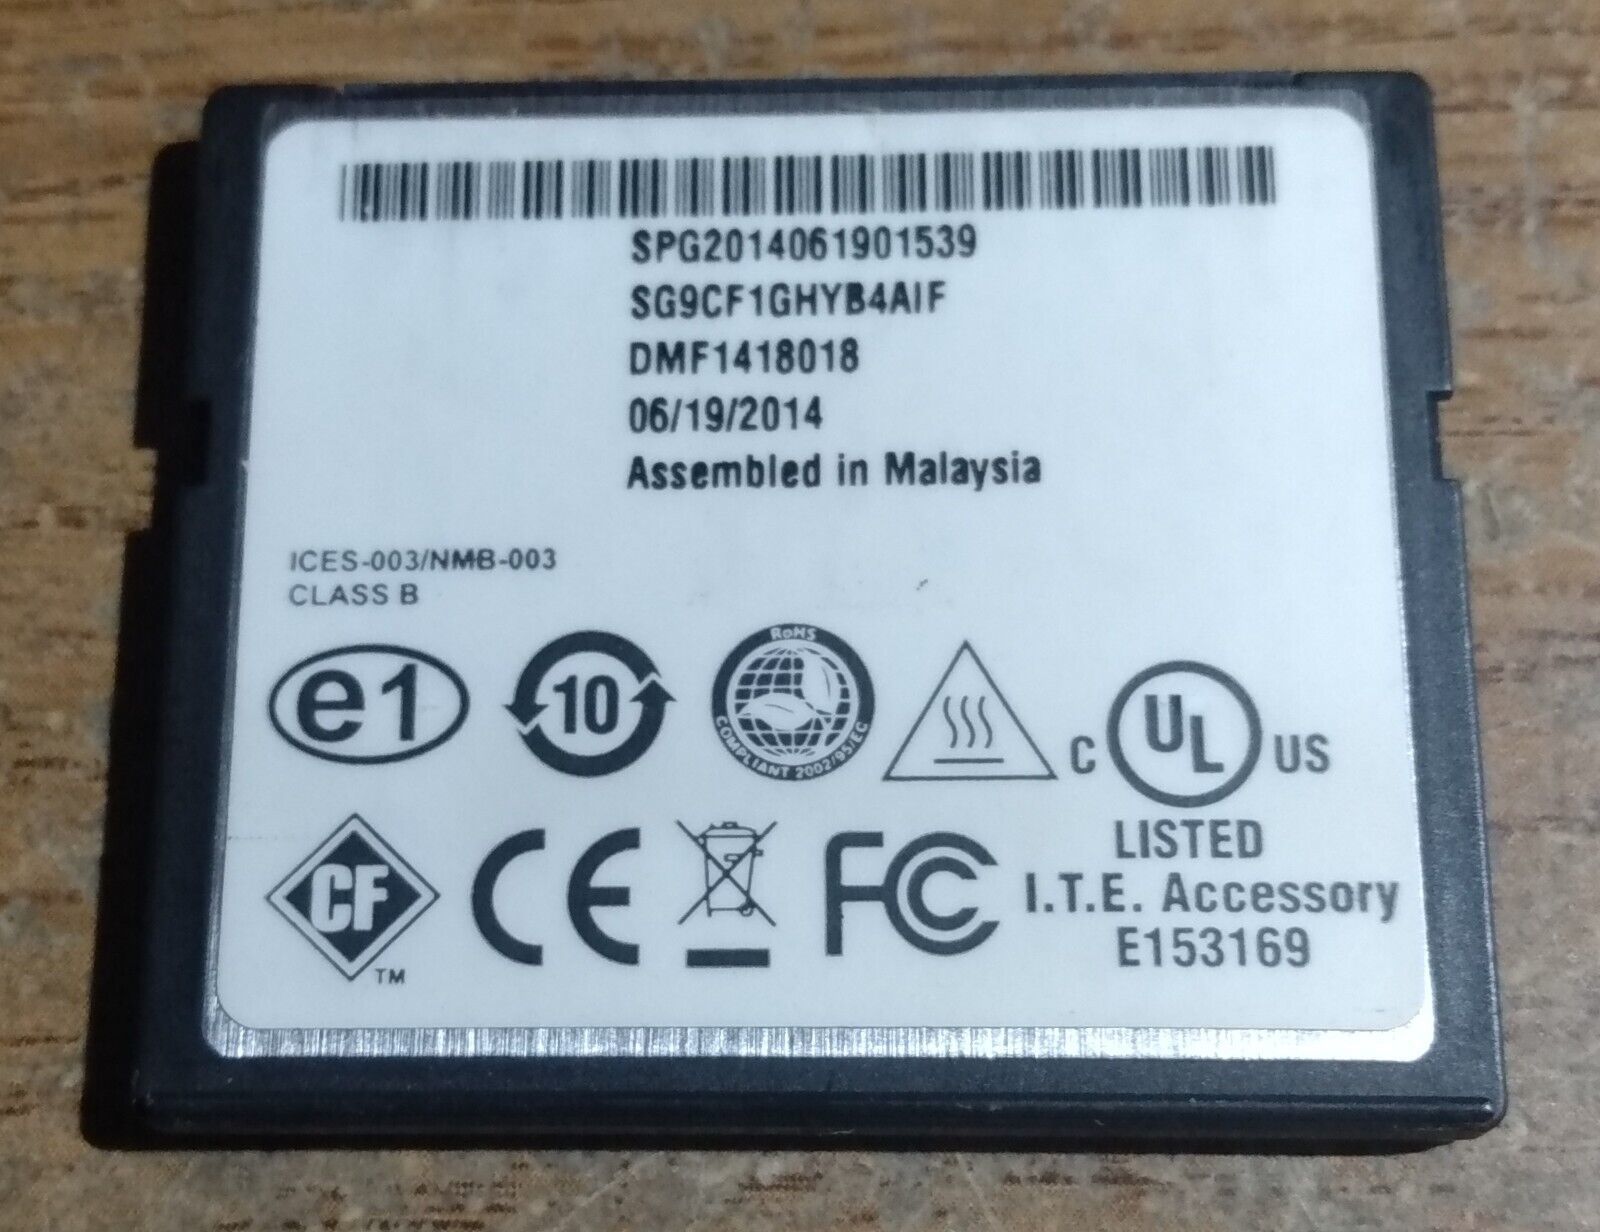 SPG2014061901539
SG9CF1GHYB4AIF
DMF1418018
06/19/2014
Assembled in Malaysia
ICES-003/NMB-003
CLASS B
e1
10
RoHS
COMPLIANT 2002/95/EC
C UL US
LISTED
I.T.E. Accessory
E153169
CF
TM
CE
FC